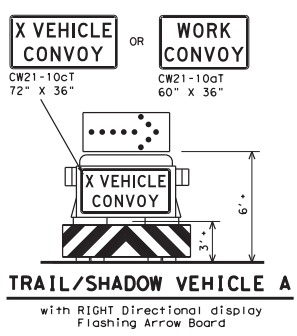 X VEHICLE
CONVOY
OR
WORK
CONVOY
CW21-10cT
72" X 36"
CW21-10aT
60" X 36"
X VEHICLE
CONVOY
3'±
6'±
TRAIL/SHADOW VEHICLE A
with RIGHT Directional display
Flashing Arrow Board